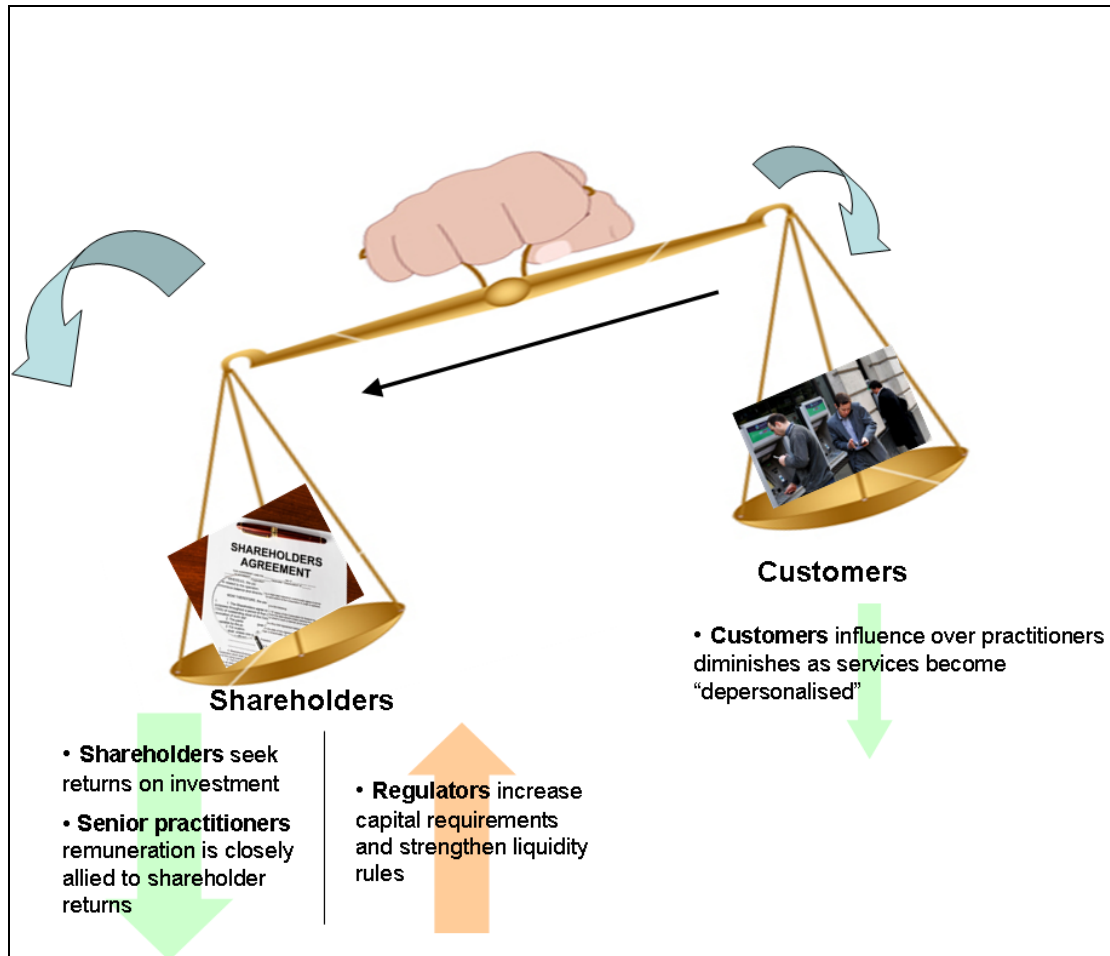 SHAREHOLDERS
AGREEMENT
Customers
• Customers influence over practitioners
diminishes as services become
“depersonalised”
Shareholders
• Shareholders seek
returns on investment
• Senior practitioners
remuneration is closely
allied to shareholder
returns
• Regulators increase
capital requirements
and strengthen liquidity
rules